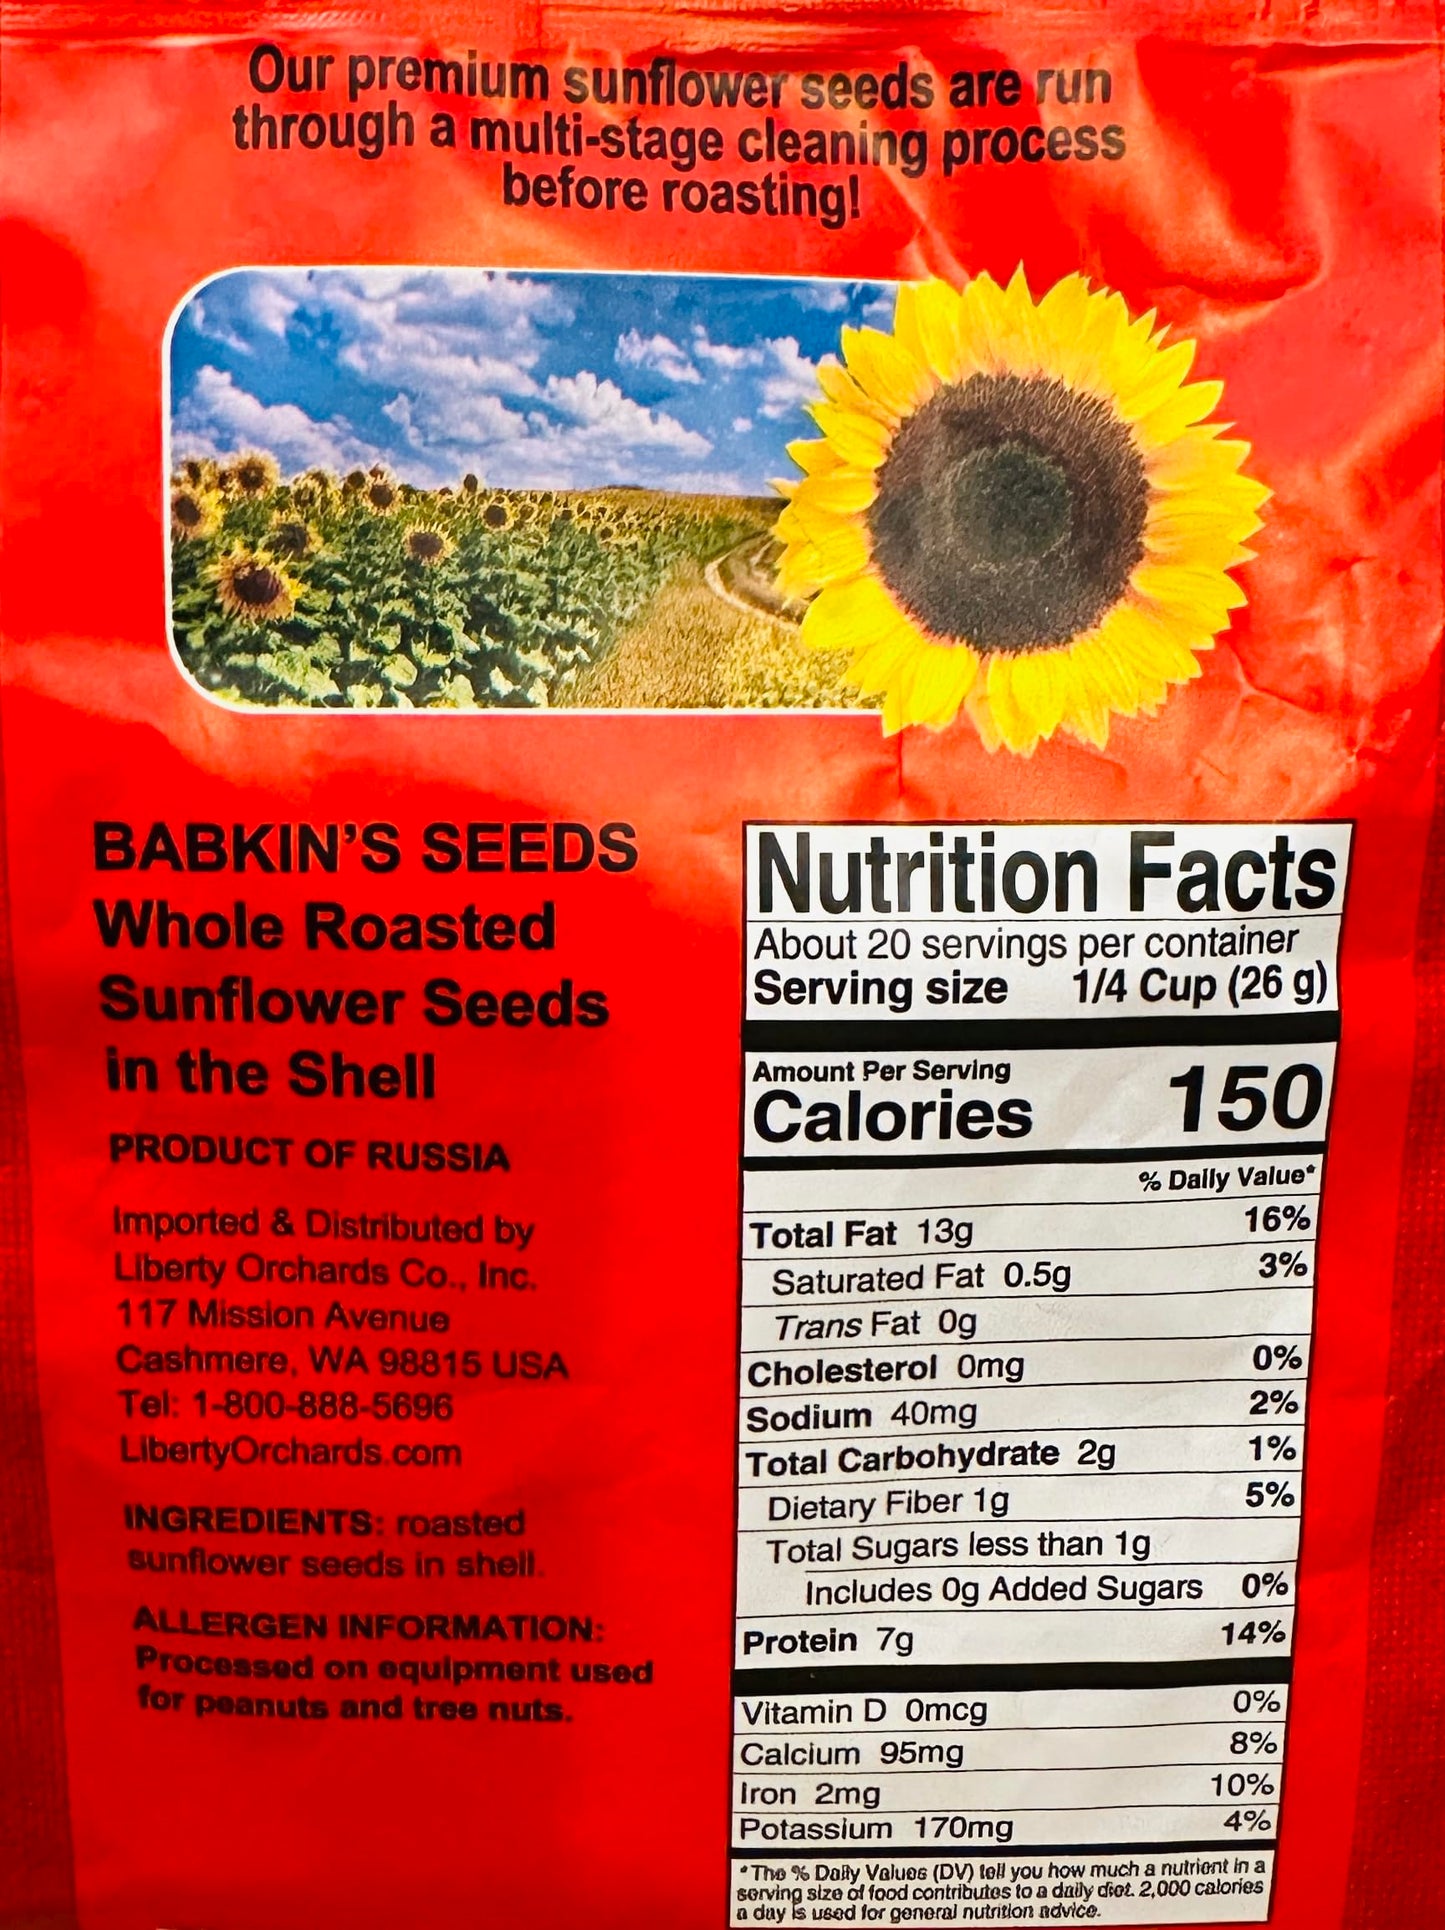 Our premium sunflower seeds are run
through a multi-stage cleaning process
before roasting!
BABKIN'S SEEDS
Whole Roasted
Sunflower Seeds
in the Shell
PRODUCT OF RUSSIA
Imported & Distributed by
Liberty Orchards Co., Inc.
117 Mission Avenue
Cashmere, WA 98815 USA
Tel: 1-800-888-5696
LibertyOrchards.com
INGREDIENTS: roasted
sunflower seeds in shell.
ALLERGEN INFORMATION:
Processed on equipment used
for peanuts and tree nuts.
Nutrition Facts
About 20 servings per container
Serving size 1/4 Cup (26 g)
Amount Per Serving
Calories 150
% Daily Value*
Total Fat 13g 16%
Saturated Fat 0.5g 3%
Trans Fat 0g
Cholesterol 0mg 0%
Sodium 40mg 2%
Total Carbohydrate 2g 1%
Dietary Fiber 1g 5%
Total Sugars less than 1g
Includes 0g Added Sugars 0%
Protein 7g 14%
Vitamin D 0mcg 0%
Calcium 95mg 8%
Iron 2mg 10%
Potassium 170mg 4%
*The % Daily Values (DV) tell you how much a nutrient in a
serving size of food contributes to a daily diet. 2,000 calories
a day is used for general nutrition advice.